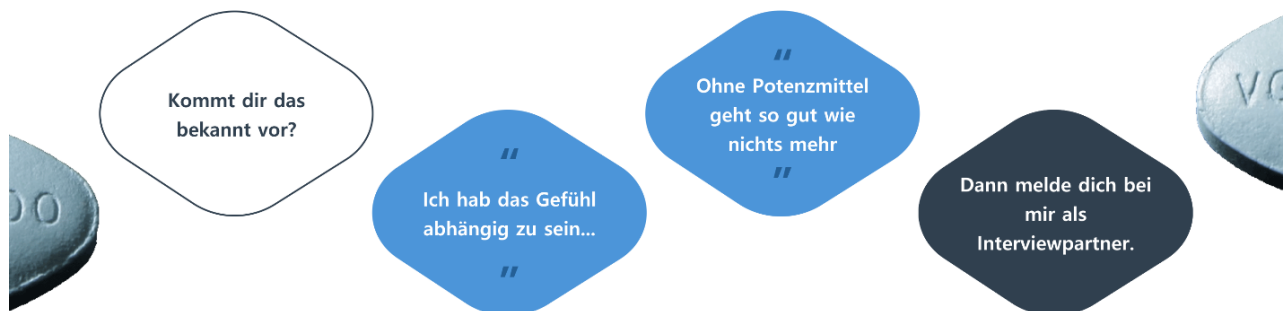 Kommt dir das
bekannt vor?
"
Ich hab das Gefühl
abhängig zu sein...
"
"
Ohne Potenzmittel
geht so gut wie
nichts mehr
"
Dann melde dich bei
mir als
Interviewpartner.